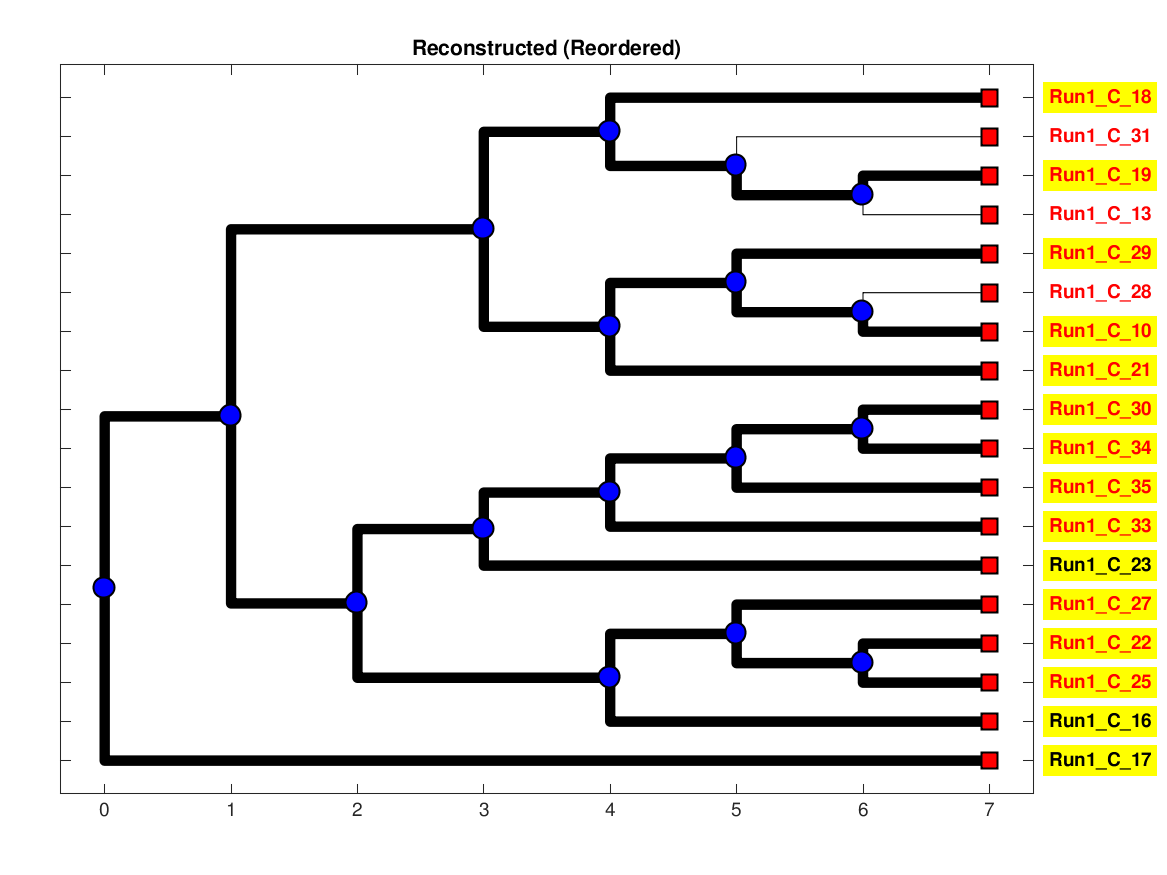 Reconstructed (Reordered)
Run1_C_18
Run1_C_31
Run1_C_19
Run1_C_13
Run1_C_29
Run1_C_28
Run1_C_10
Run1_C_21
Run1_C_30
Run1_C_34
Run1_C_35
Run1_C_33
Run1_C_23
Run1_C_27
Run1_C_22
Run1_C_25
Run1_C_16
Run1_C_17
0 1 2 3 4 5 6 7